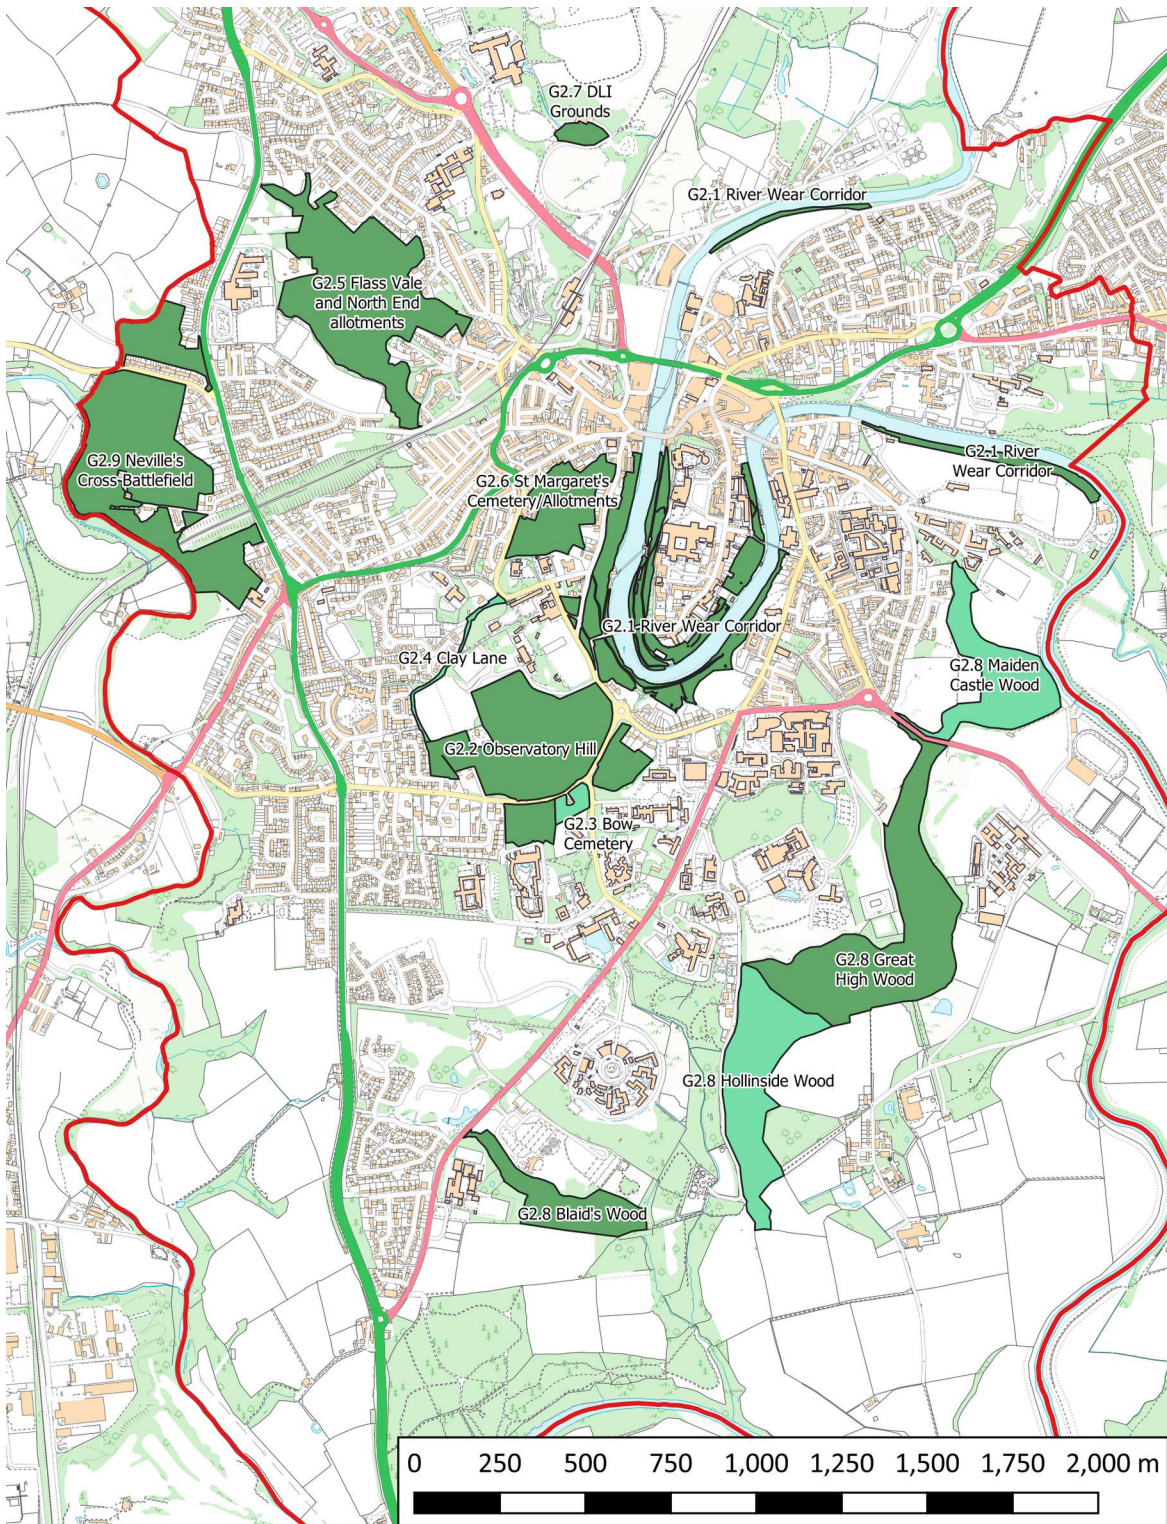 G2.7 DLI
Grounds
G2.1 River Wear Corridor
G2.5 Flass Vale
and North End
allotments
G2.9 Neville's
Cross Battlefield
G2.1 River
Wear Corridor
G2.6 St Margaret's
Cemetery/Allotments
G2.1 River Wear Corridor
G2.4 Clay Lane
G2.8 Maiden
Castle Wood
G2.2 Observatory Hill
G2.3 Bow
Cemetery
G2.8 Great
High Wood
G2.8 Hollinside Wood
G2.8 Blaid's Wood
0 250 500 750 1,000 1,250 1,500 1,750 2,000 m